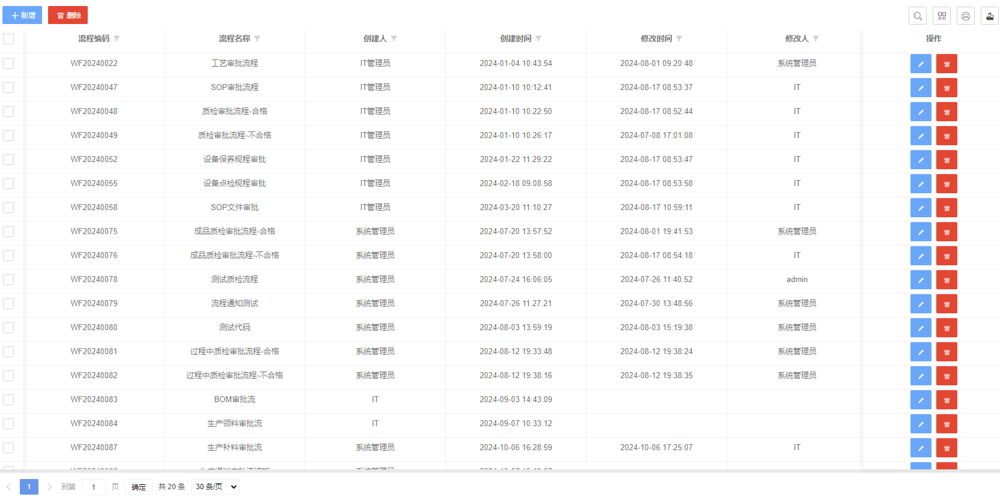 新增 删除
流程编码 流程名称 创建人 创建时间 修改时间 修改人 操作
WF20240022 工艺审批流程 IT管理员 2024-01-04 10:43:54 2024-08-01 09:20:48 系统管理员
WF20240047 SOP审批流程 IT管理员 2024-01-10 10:12:41 2024-08-17 08:53:37 IT
WF20240048 质检审批流程-合格 IT管理员 2024-01-10 10:22:50 2024-08-17 08:52:44 IT
WF20240049 质检审批流程-不合格 IT管理员 2024-01-10 10:26:17 2024-07-08 17:01:08 IT
WF20240052 设备保养规程审批 IT管理员 2024-01-22 11:29:22 2024-08-17 08:53:47 IT
WF20240055 设备点检规程审批 IT管理员 2024-02-18 09:08:58 2024-08-17 08:53:58 IT
WF20240058 SOP文件审批 IT管理员 2024-03-20 11:10:27 2024-08-17 10:59:11 IT
WF20240075 成品质检审批流程-合格 系统管理员 2024-07-20 13:57:52 2024-08-01 19:41:53 系统管理员
WF20240076 成品质检审批流程-不合格 系统管理员 2024-07-20 13:58:00 2024-08-17 08:54:18 IT
WF20240078 测试质检流程 系统管理员 2024-07-24 16:06:05 2024-07-26 11:40:52 admin
WF20240079 流程通知测试 系统管理员 2024-07-26 11:27:21 2024-07-30 13:48:56 系统管理员
WF20240080 测试代码 系统管理员 2024-08-03 13:59:19 2024-08-03 15:19:38 系统管理员
WF20240081 过程中质检审批流程-合格 系统管理员 2024-08-12 19:33:48 2024-08-12 19:38:24 系统管理员
WF20240082 过程中质检审批流程-不合格 系统管理员 2024-08-12 19:38:16 2024-08-12 19:38:35 系统管理员
WF20240083 BOM审批流 IT 2024-09-03 14:43:09
WF20240084 生产领料审批流 IT 2024-09-07 10:33:12
WF20240087 生产补料审批流 系统管理员 2024-10-06 16:28:59 2024-10-06 17:25:07 IT
1 到第 1 页 确定 共 20 条 30 条/页